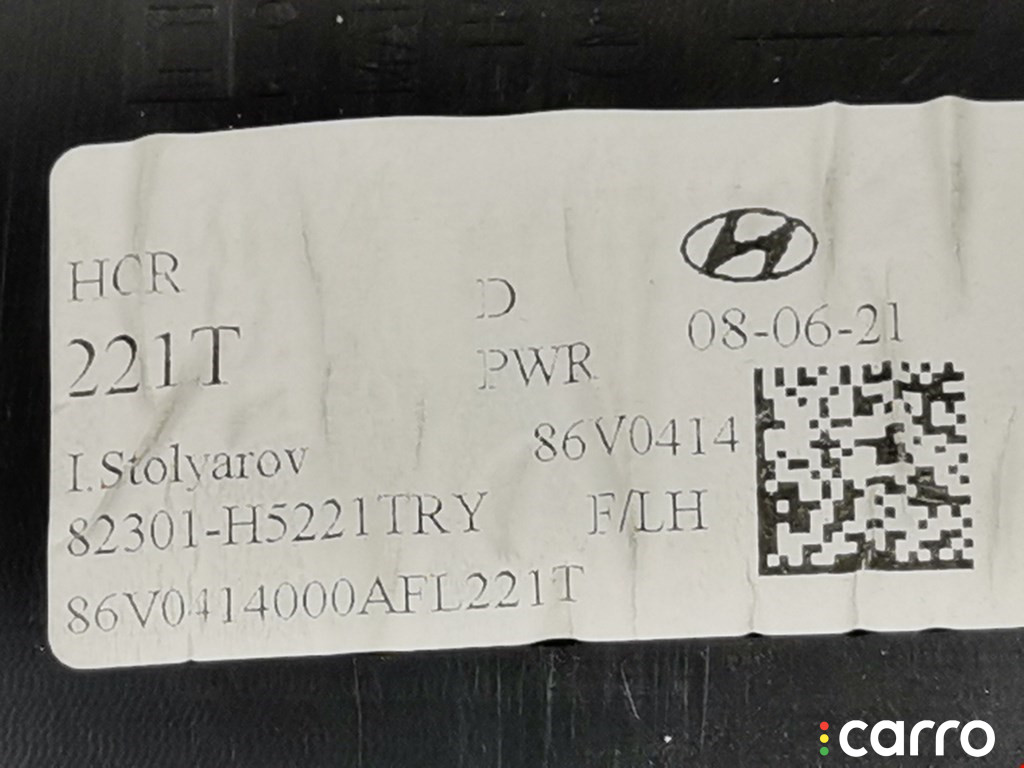 HCR
221T
D
PWR
08-06-21
86V0414
I.Stolyarov
82301-H5221TRY
F/LH
86V0414000AFL221T
carro